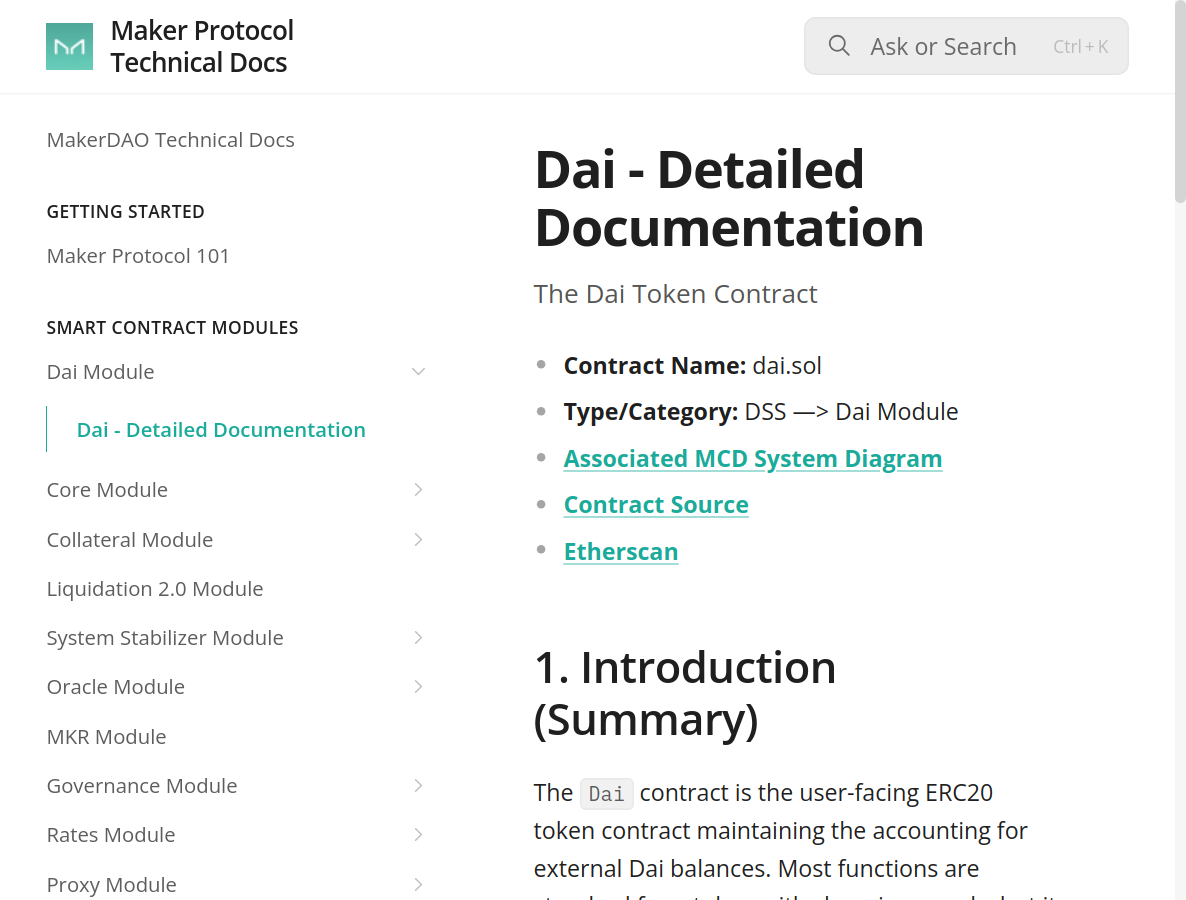 Maker Protocol
Technical Docs
Ask or Search
Ctrl + K
MakerDAO Technical Docs
GETTING STARTED
Maker Protocol 101
SMART CONTRACT MODULES
Dai Module
Dai - Detailed Documentation
Core Module
Collateral Module
Liquidation 2.0 Module
System Stabilizer Module
Oracle Module
MKR Module
Governance Module
Rates Module
Proxy Module
Dai - Detailed
Documentation
The Dai Token Contract
Contract Name: dai.sol
Type/Category: DSS —> Dai Module
Associated MCD System Diagram
Contract Source
Etherscan
1. Introduction
(Summary)
The Dai contract is the user-facing ERC20
token contract maintaining the accounting for
external Dai balances. Most functions are